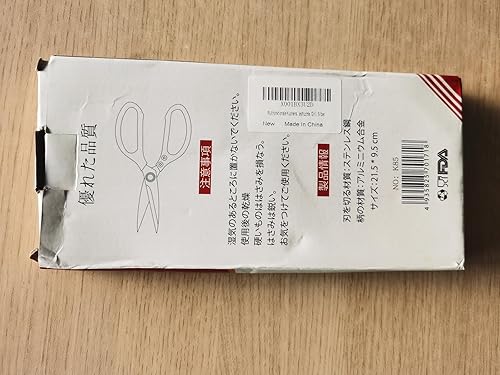 優れた品質
注意事項
湿気のあるところに置かないでください。
使用後の乾燥
硬いものははさみを損なう。
はさみは鋭い。
お気をつけてご使用ください。
製品情報
刃を切る材質：ステンレス鋼
柄の材質：アルミニウム合金
サイズ：21.5 * 9.5 cm
NO: K85
New
Made In China
FDA